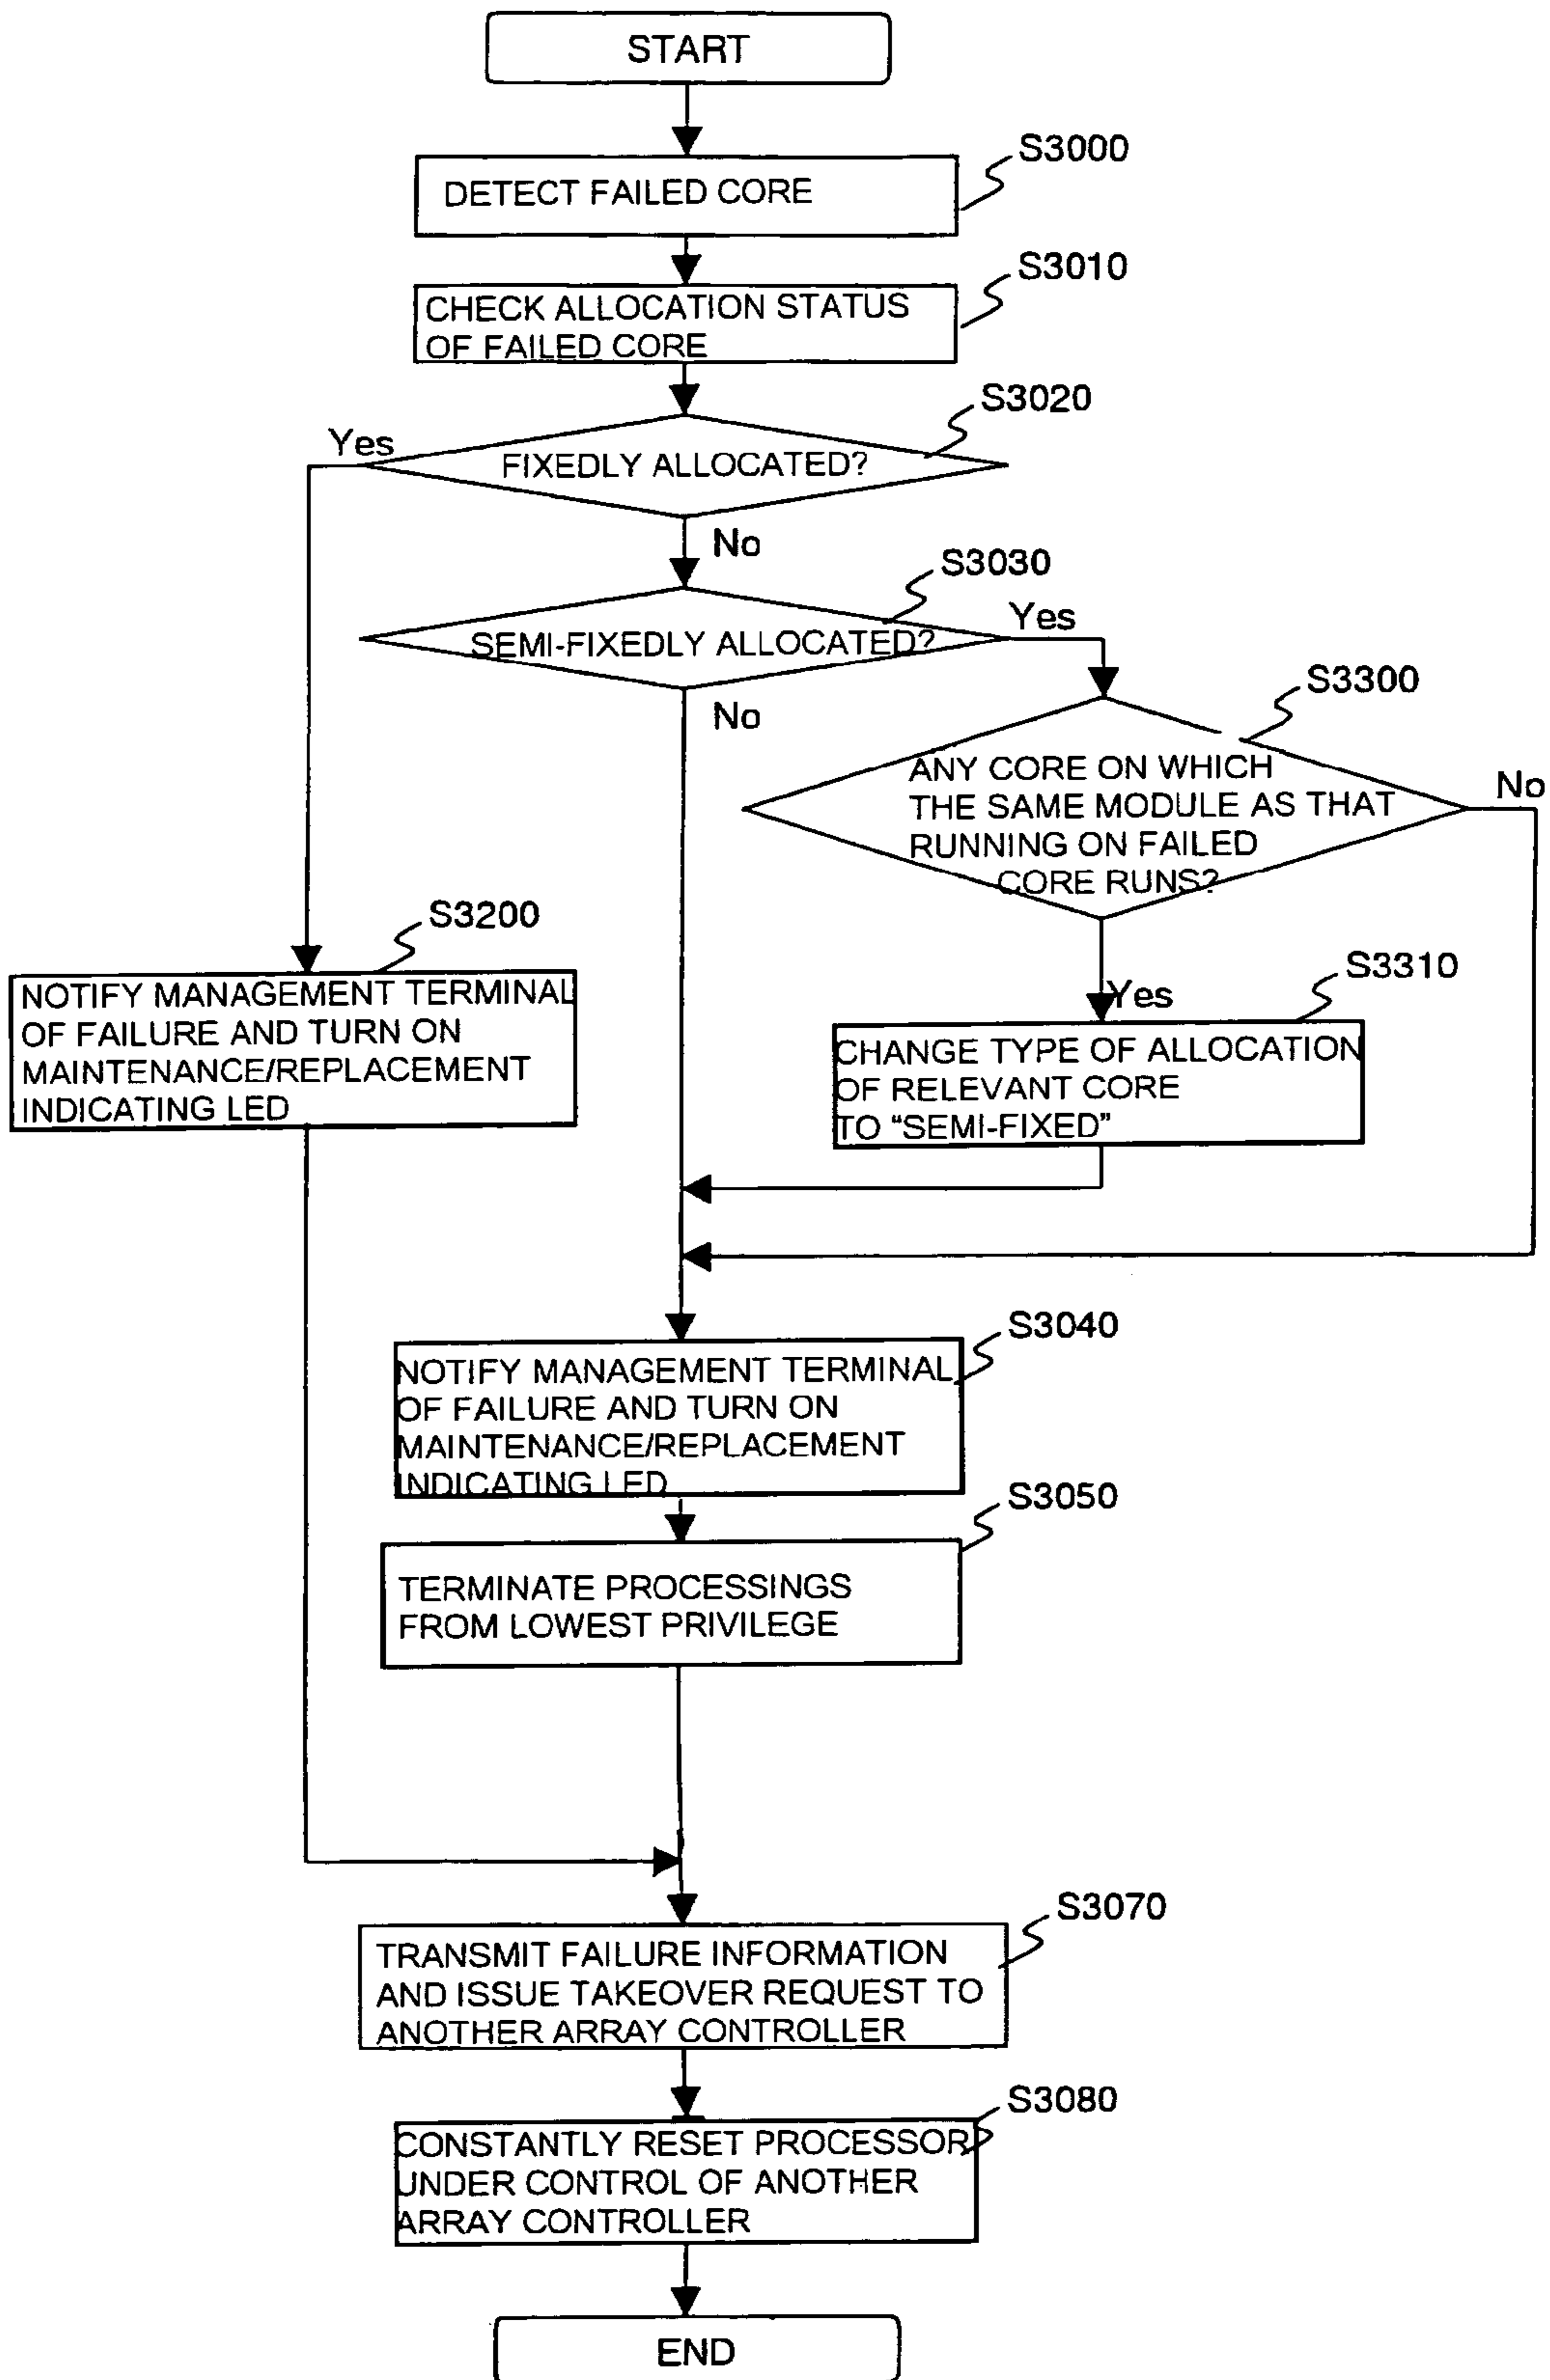 START
S3000
DETECT FAILED CORE
S3010
CHECK ALLOCATION STATUS
OF FAILED CORE
S3020
Yes
FIXEDLY ALLOCATED?
No
S3030
Yes
SEMI-FIXEDLY ALLOCATED?
No
S3300
ANY CORE ON WHICH
THE SAME MODULE AS THAT
RUNNING ON FAILED
CORE RUNS?
No
S3200
NOTIFY MANAGEMENT TERMINAL
OF FAILURE AND TURN ON
MAINTENANCE/REPLACEMENT
INDICATING LED
Yes
S3310
CHANGE TYPE OF ALLOCATION
OF RELEVANT CORE
TO “SEMI-FIXED”
S3040
NOTIFY MANAGEMENT TERMINAL
OF FAILURE AND TURN ON
MAINTENANCE/REPLACEMENT
INDICATING LED
S3050
TERMINATE PROCESSINGS
FROM LOWEST PRIVILEGE
S3070
TRANSMIT FAILURE INFORMATION
AND ISSUE TAKEOVER REQUEST TO
ANOTHER ARRAY CONTROLLER
S3080
CONSTANTLY RESET PROCESSOR
UNDER CONTROL OF ANOTHER
ARRAY CONTROLLER
END